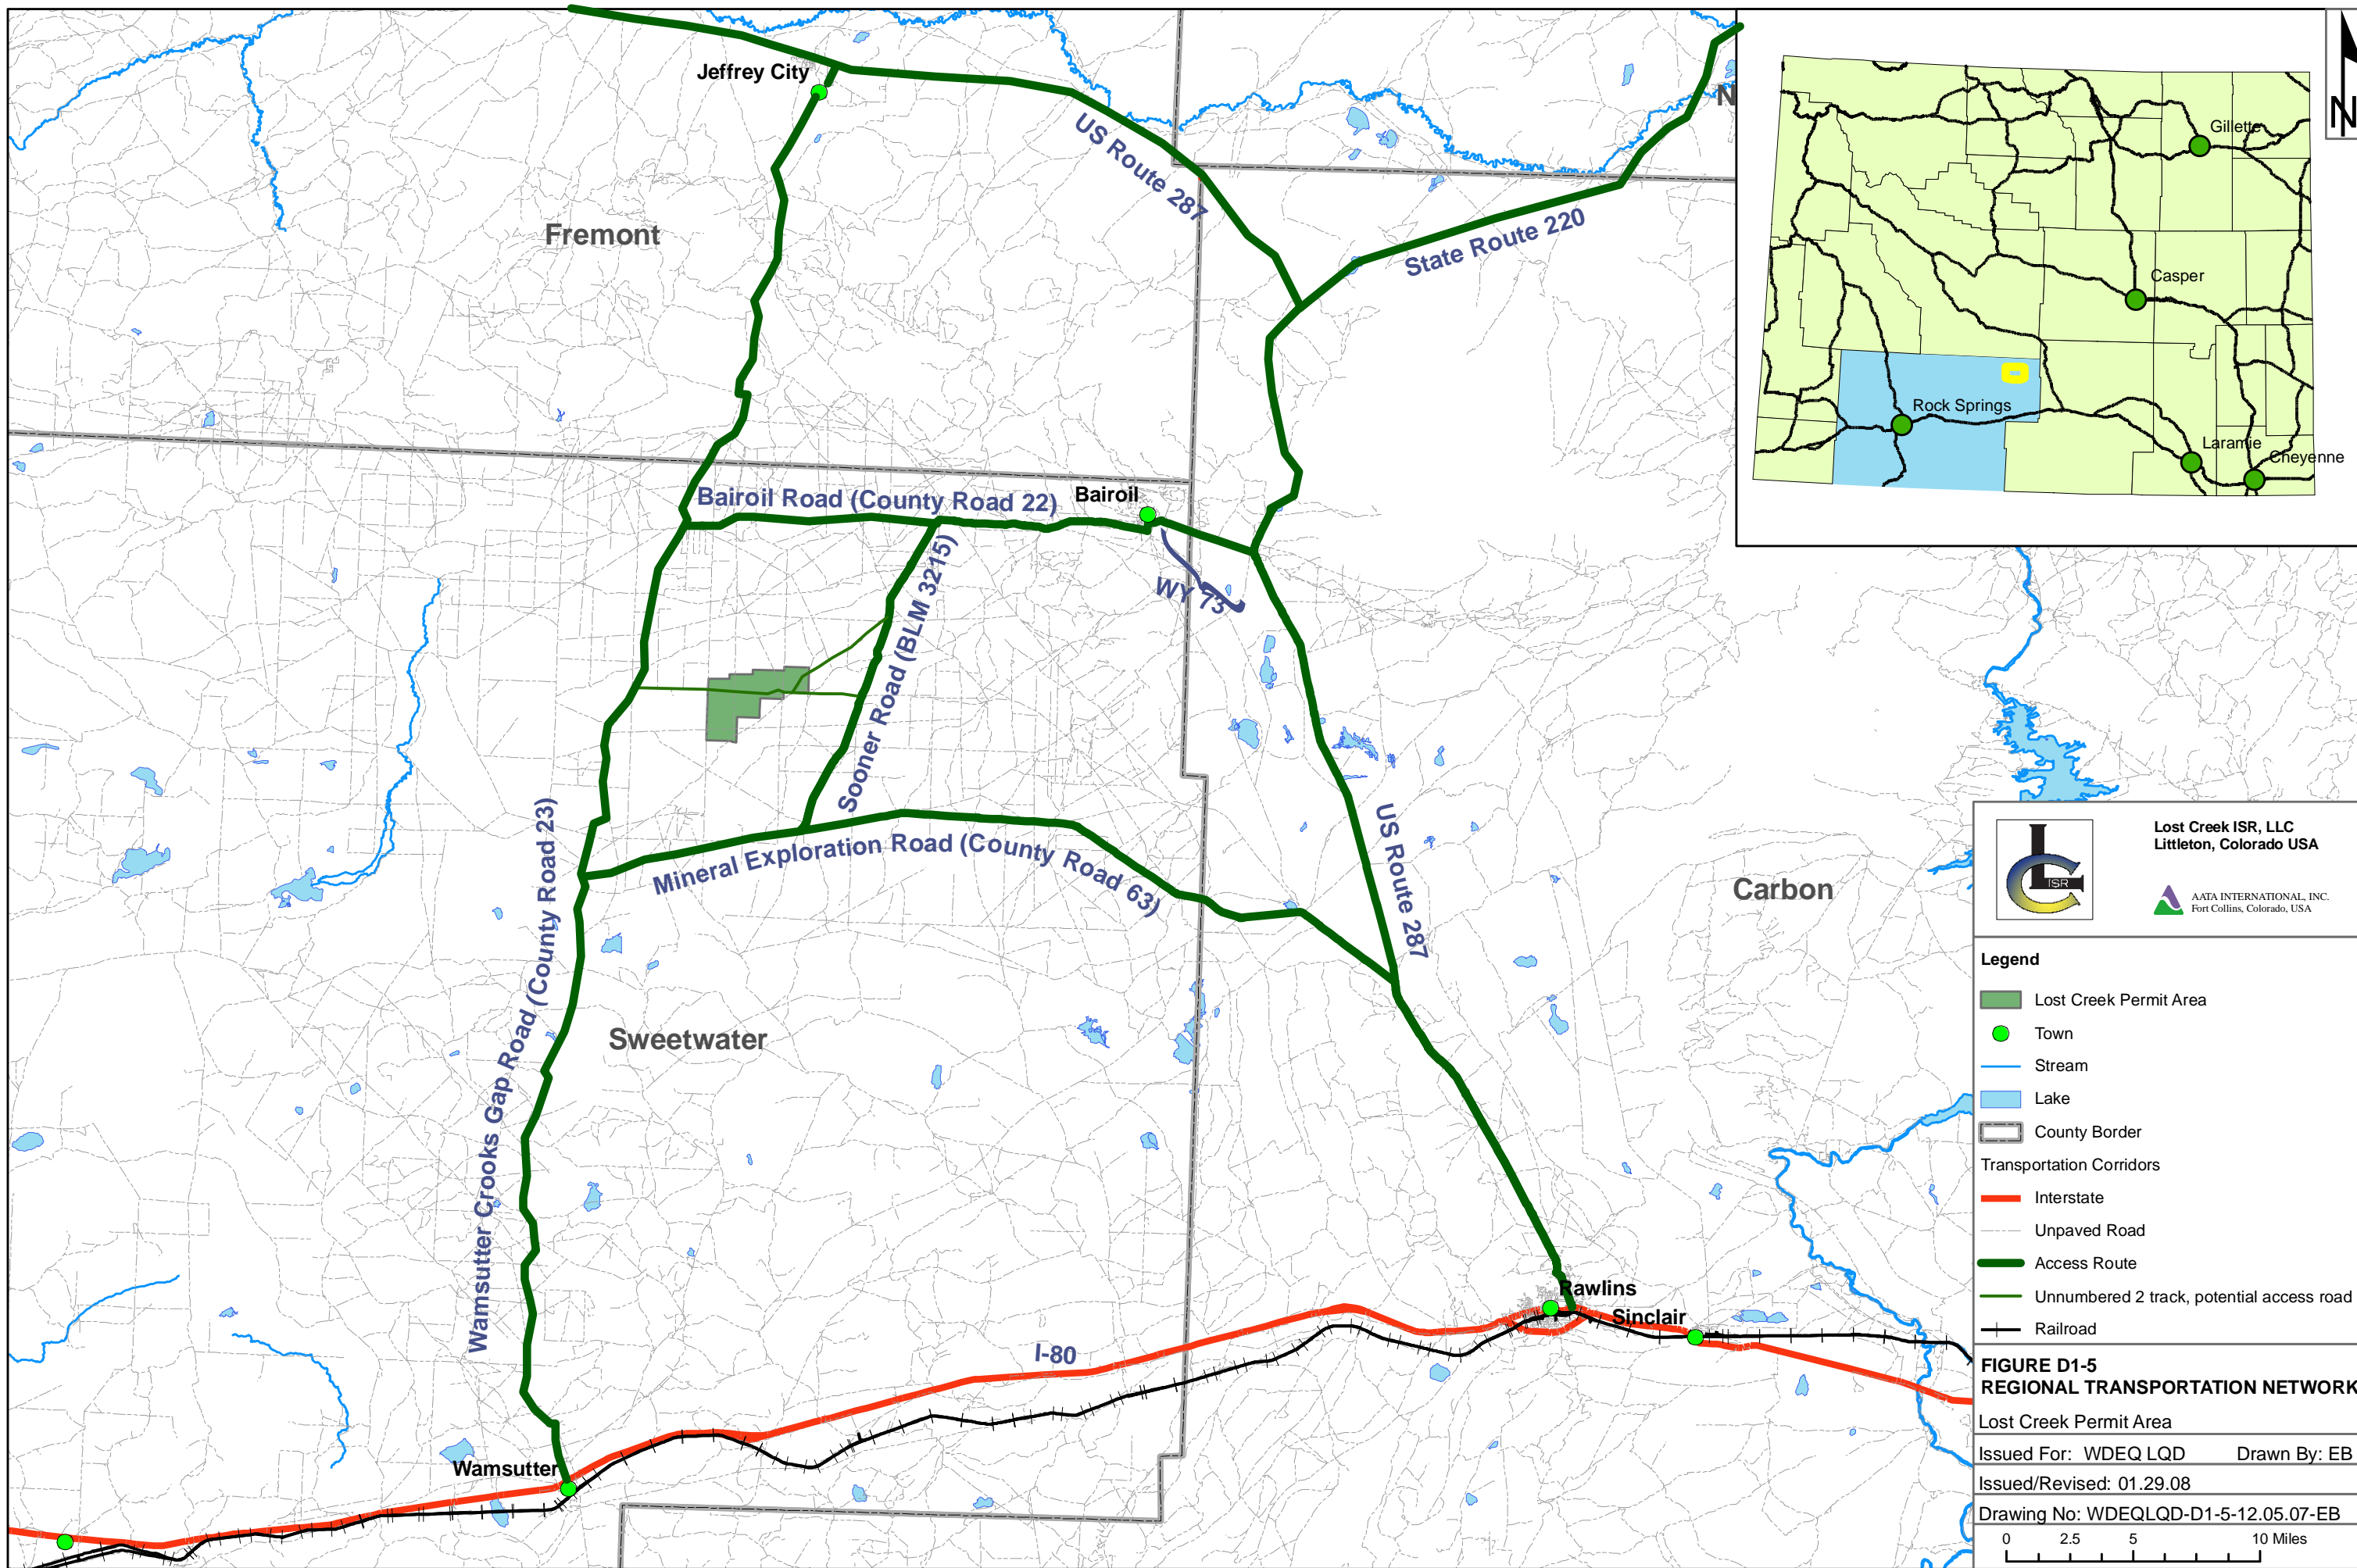 Jeffrey City
N
US Route 287
Fremont
State Route 220
Bairoil Road (County Road 22)
Bairoil
WY 73
Sooner Road (BLM 3215)
Wamsutter Crooks Gap Road (County Road 23)
Mineral Exploration Road (County Road 63)
US Route 287
Carbon
Sweetwater
Rawlins
Sinclair
I-80
Wamsutter
Gillette
Casper
Rock Springs
Laramie
Cheyenne
N
LC
ISR
Lost Creek ISR, LLC
Littleton, Colorado USA
AATA INTERNATIONAL, INC.
Fort Collins, Colorado, USA
Legend
Lost Creek Permit Area
Town
Stream
Lake
County Border
Transportation Corridors
Interstate
Unpaved Road
Access Route
Unnumbered 2 track, potential access road
Railroad
FIGURE D1-5
REGIONAL TRANSPORTATION NETWORK
Lost Creek Permit Area
Issued For: WDEQ LQD Drawn By: EB
Issued/Revised: 01.29.08
Drawing No: WDEQLQD-D1-5-12.05.07-EB
0 2.5 5 10 Miles